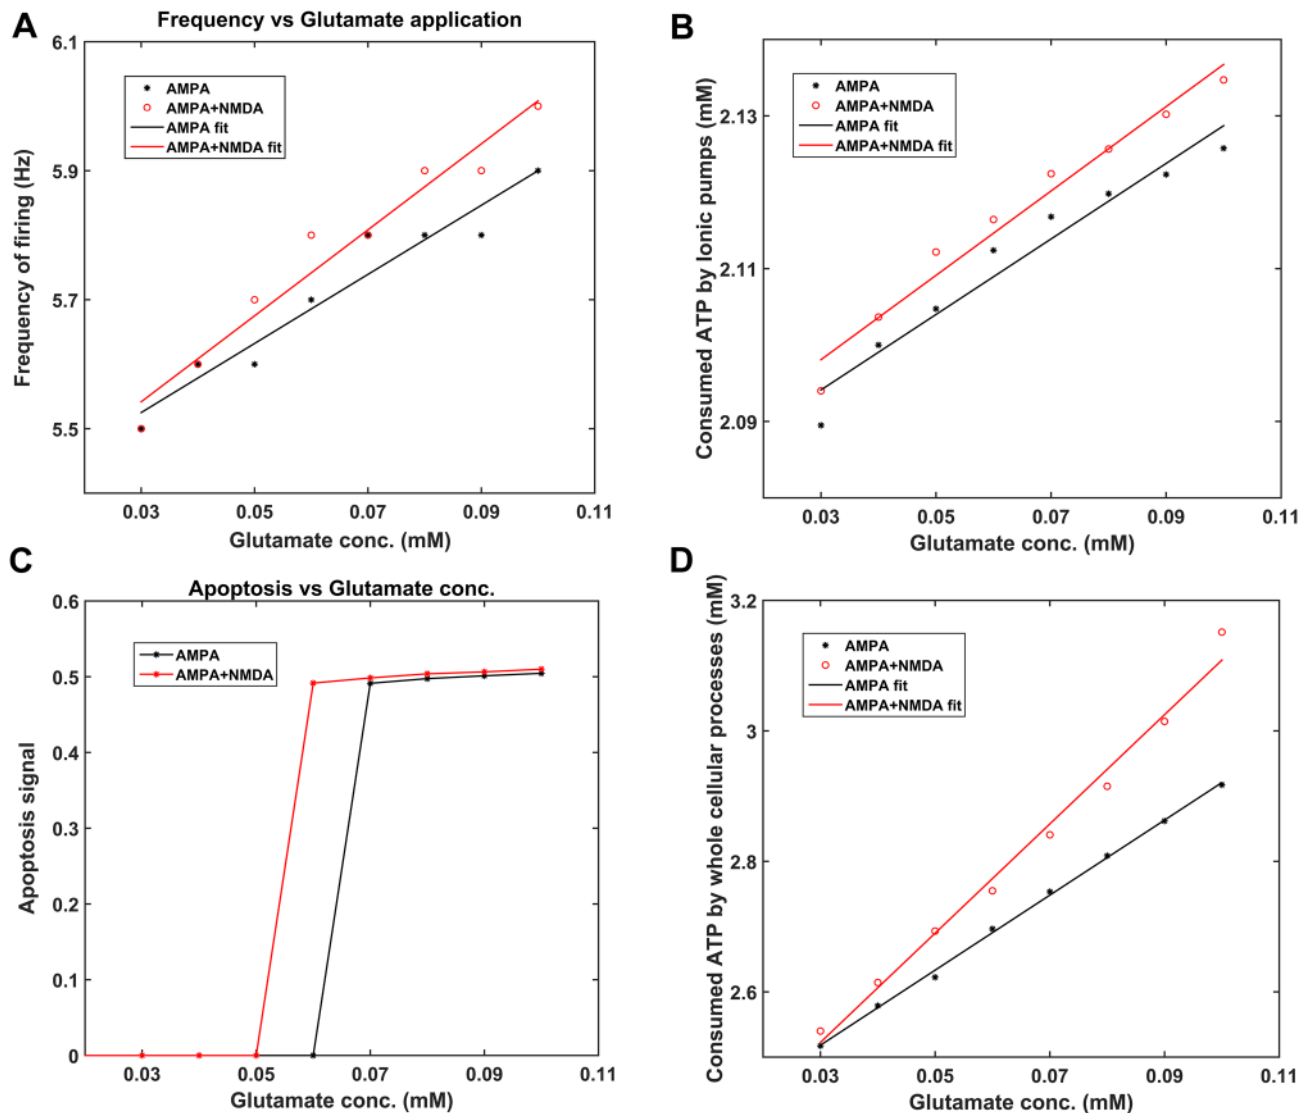 A
Frequency vs Glutamate application
6.1
5.9
5.7
5.5
Frequency of firing (Hz)
AMPA
AMPA+NMDA
AMPA fit
AMPA+NMDA fit
0.03 0.05 0.07 0.09 0.11
Glutamate conc. (mM)
B
2.13
2.11
2.09
Consumed ATP by Ionic pumps (mM)
AMPA
AMPA+NMDA
AMPA fit
AMPA+NMDA fit
0.03 0.05 0.07 0.09 0.11
Glutamate conc. (mM)
C
Apoptosis vs Glutamate conc.
0.6
0.5
0.4
0.3
0.2
0.1
0
Apoptosis signal
AMPA
AMPA+NMDA
0.03 0.05 0.07 0.09 0.11
Glutamate conc. (mM)
D
3.2
3
2.8
2.6
Consumed ATP by whole cellular processes (mM)
AMPA
AMPA+NMDA
AMPA fit
AMPA+NMDA fit
0.03 0.05 0.07 0.09 0.11
Glutamate conc. (mM)